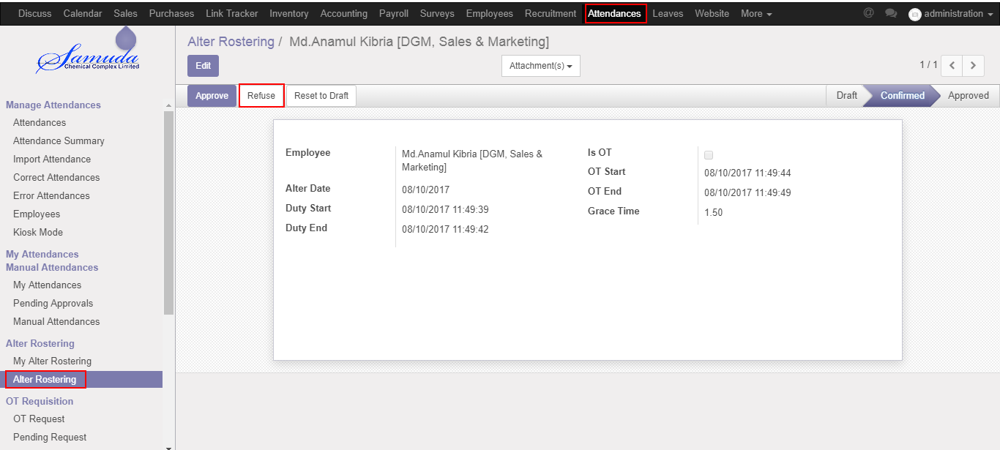 Discuss Calendar Sales Purchases Link Tracker Inventory Accounting Payroll Surveys Employees Recruitment Attendances Leaves Website More @ administration
Samuda
Chemical Complex Limited
Manage Attendances
Attendances
Attendance Summary
Import Attendance
Correct Attendances
Error Attendances
Employees
Kiosk Mode
My Attendances
Manual Attendances
My Attendances
Pending Approvals
Manual Attendances
Alter Rostering
My Alter Rostering
Alter Rostering
OT Requisition
OT Request
Pending Request
Alter Rostering / Md.Anamul Kibria [DGM, Sales & Marketing]
Edit Attachment(s) 1 / 1
Approve Refuse Reset to Draft Draft Confirmed Approved
Employee Md.Anamul Kibria [DGM, Sales &
Marketing]
Alter Date 08/10/2017
Duty Start 08/10/2017 11:49:39
Duty End 08/10/2017 11:49:42
Is OT
OT Start 08/10/2017 11:49:44
OT End 08/10/2017 11:49:49
Grace Time 1.50